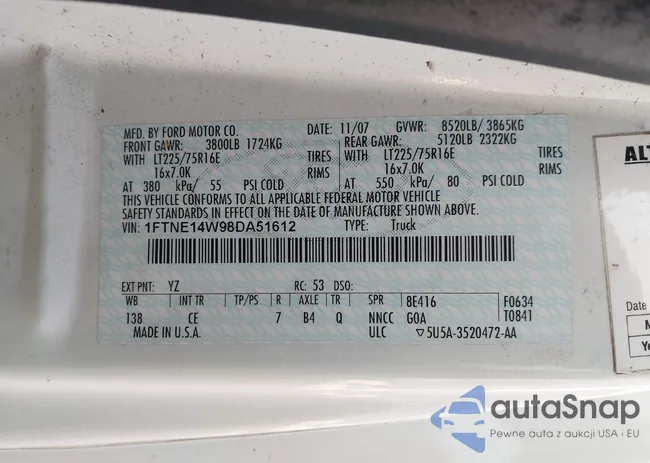 MFD. BY FORD MOTOR CO. DATE: 11/07 GVWR: 8520LB/ 3865KG
FRONT GAWR: 3800LB 1724KG REAR GAWR: 5120LB 2322KG
WITH LT225/75R16E TIRES WITH LT225/75R16E TIRES
16x7.0K RIMS 16x7.0K RIMS
AT 380 kPa/ 55 PSI COLD AT 550 kPa/ 80 PSI COLD
THIS VEHICLE CONFORMS TO ALL APPLICABLE FEDERAL MOTOR VEHICLE
SAFETY STANDARDS IN EFFECT ON THE DATE OF MANUFACTURE SHOWN ABOVE.
VIN: 1FTNE14W98DA51612 TYPE: Truck
EXT PNT: YZ RC: 53 DSO:
WB INT TR TP/PS R AXLE TR SPR 8E416 F0634
138 CE 7 B4 Q NNCC G0A T0841
MADE IN U.S.A. ULC ▽5U5A-3520472-AA
ALT
Date
autaSnap
Pewne auta z aukcji USA i EU